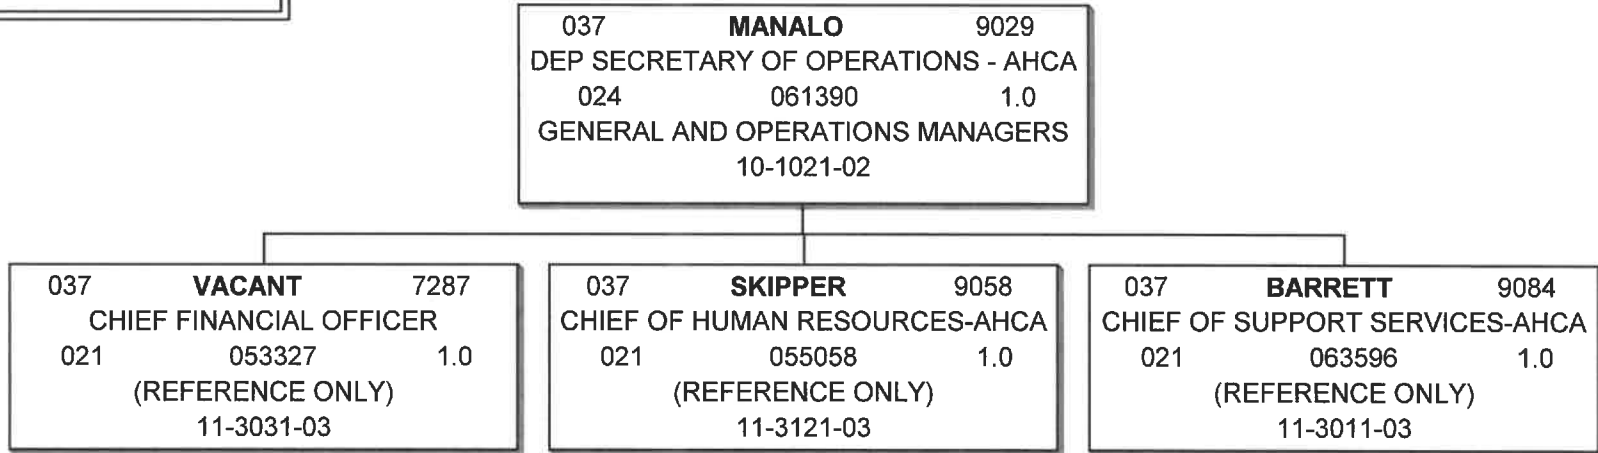 037 MANALO 9029
DEP SECRETARY OF OPERATIONS - AHCA
024 061390 1.0
GENERAL AND OPERATIONS MANAGERS
10-1021-02
037 VACANT 7287
CHIEF FINANCIAL OFFICER
021 053327 1.0
(REFERENCE ONLY)
11-3031-03
037 SKIPPER 9058
CHIEF OF HUMAN RESOURCES-AHCA
021 055058 1.0
(REFERENCE ONLY)
11-3121-03
037 BARRETT 9084
CHIEF OF SUPPORT SERVICES-AHCA
021 063596 1.0
(REFERENCE ONLY)
11-3011-03